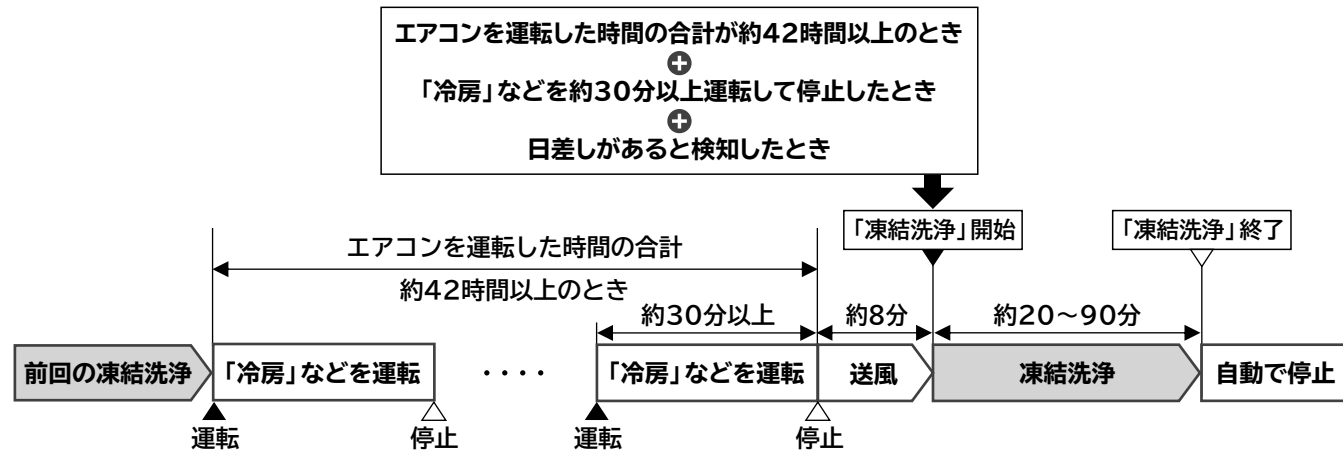 エアコンを運転した時間の合計が約42時間以上のとき
+
「冷房」などを約30分以上運転して停止したとき
+
日差しがあると検知したとき
「凍結洗浄」開始
「凍結洗浄」終了
エアコンを運転した時間の合計
約42時間以上のとき
約30分以上
約8分
約20～90分
前回の凍結洗浄
「冷房」などを運転
・・・・
「冷房」などを運転
送風
凍結洗浄
自動で停止
運転
停止
運転
停止